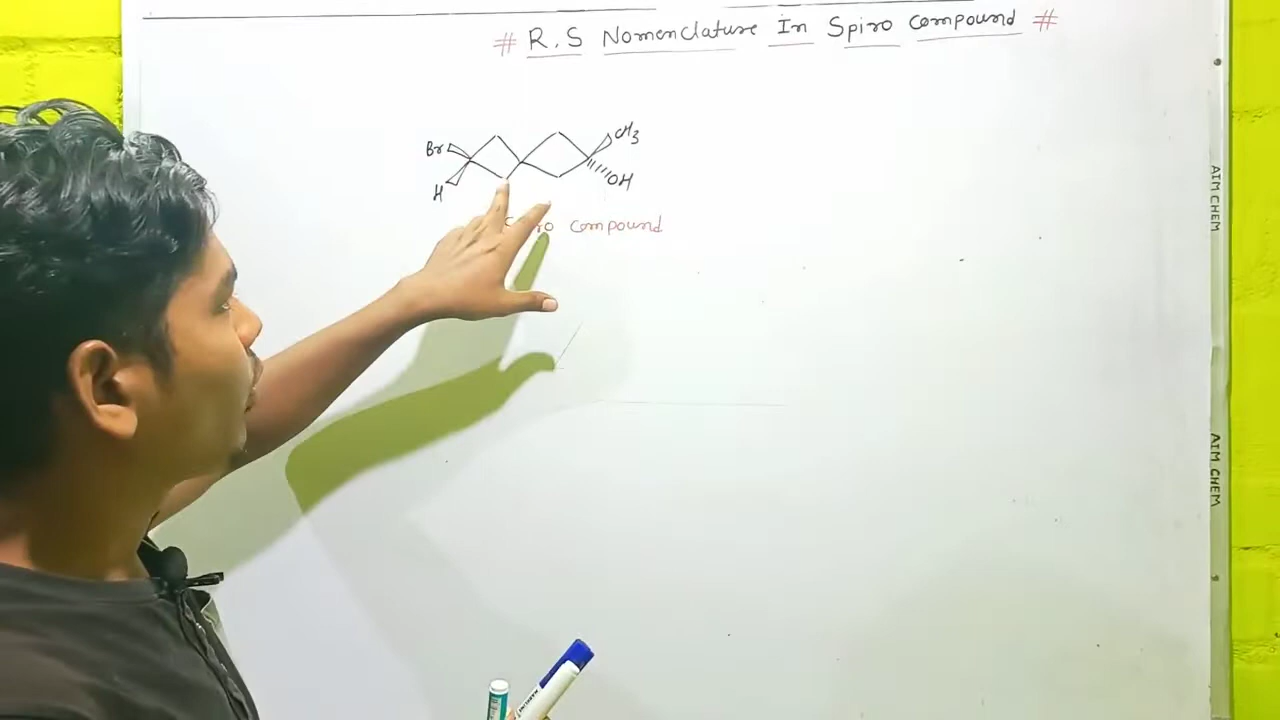 # R.S Nomenclature In Spiro Compound #
CH3
Br
H
OH
compound
AIM CHEM
AIM CHEM